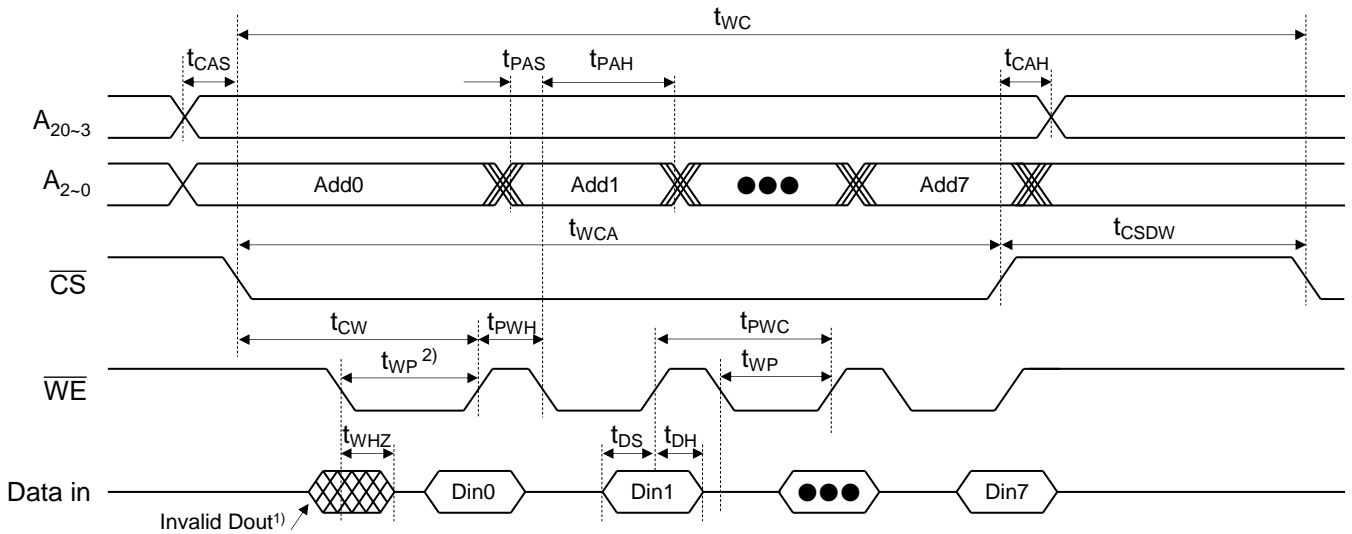 tWC
tCAS tPAS tPAH tCAH
A20~3
A2~0 Add0 Add1 ●●● Add7
tWCA tCSDW
CS
tCW tPWH tPWC
tWP 2) tWP
WE
tWHZ tDS tDH
Data in Din0 Din1 ●●● Din7
Invalid Dout1)